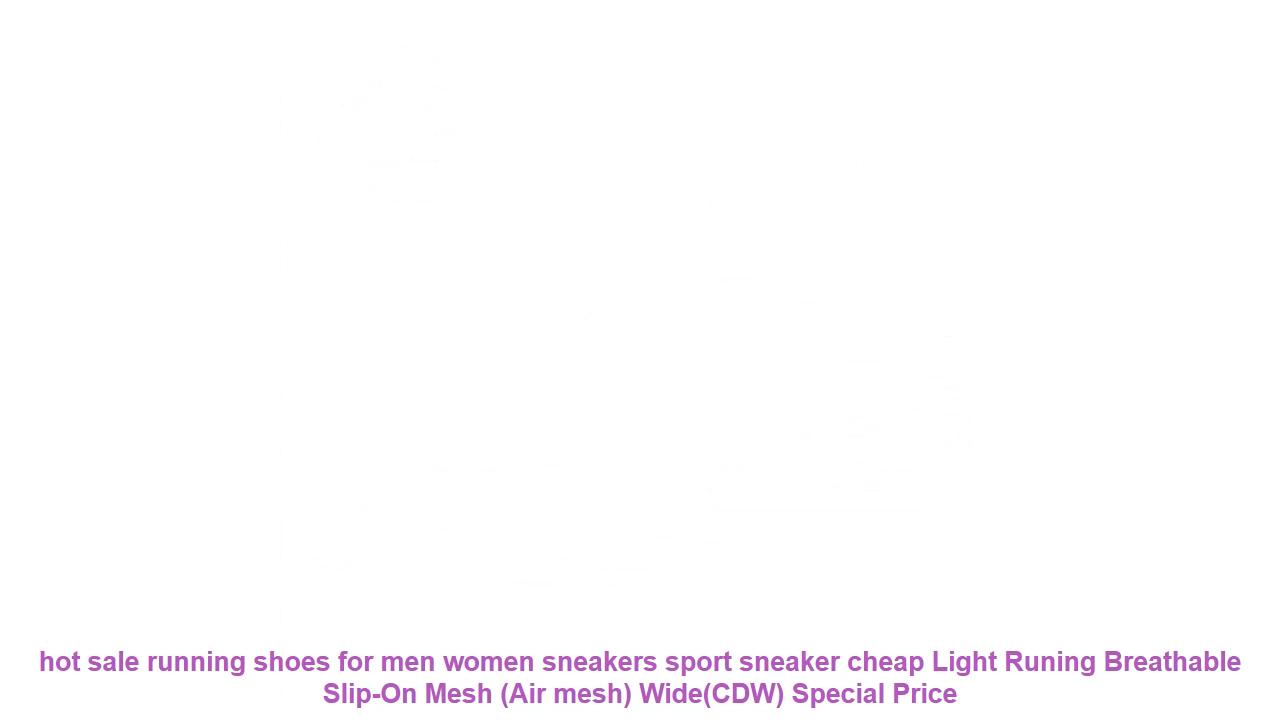 hot sale running shoes for men women sneakers sport sneaker cheap Light Runing Breathable
Slip-On Mesh (Air mesh) Wide(CDW) Special Price